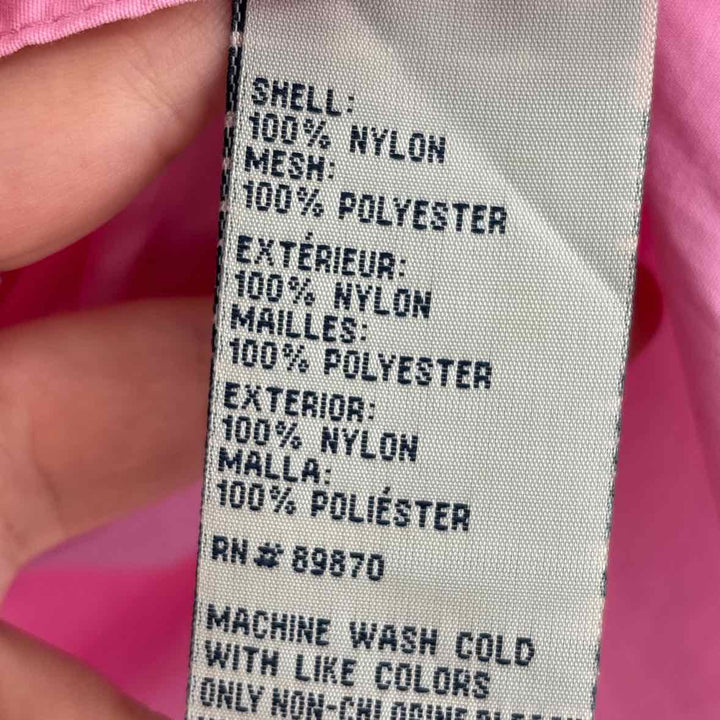 SHELL:
100% NYLON
MESH:
100% POLYESTER
EXTÉRIEUR:
100% NYLON
MAILLES:
100% POLYESTER
EXTERIOR:
100% NYLON
MALLA:
100% POLIÉSTER
RN # 89870
MACHINE WASH COLD
WITH LIKE COLORS
ONLY NON-CHLORINE